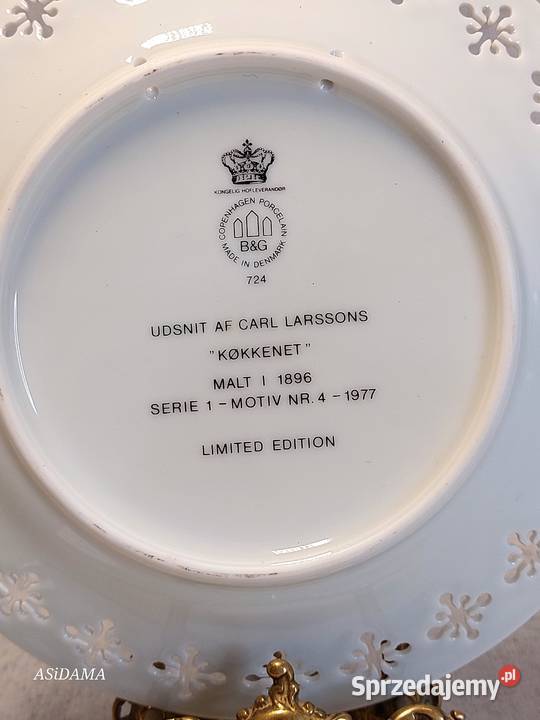 KONGELIG HOFLEVERANDØR
COPENHAGEN PORCELAIN
B&G
MADE IN DENMARK
724
UDSNIT AF CARL LARSSONS
"KØKKENET"
MALT I 1896
SERIE 1 - MOTIV NR. 4 - 1977
LIMITED EDITION
ASiDAMA
Sprzedajemy.pl